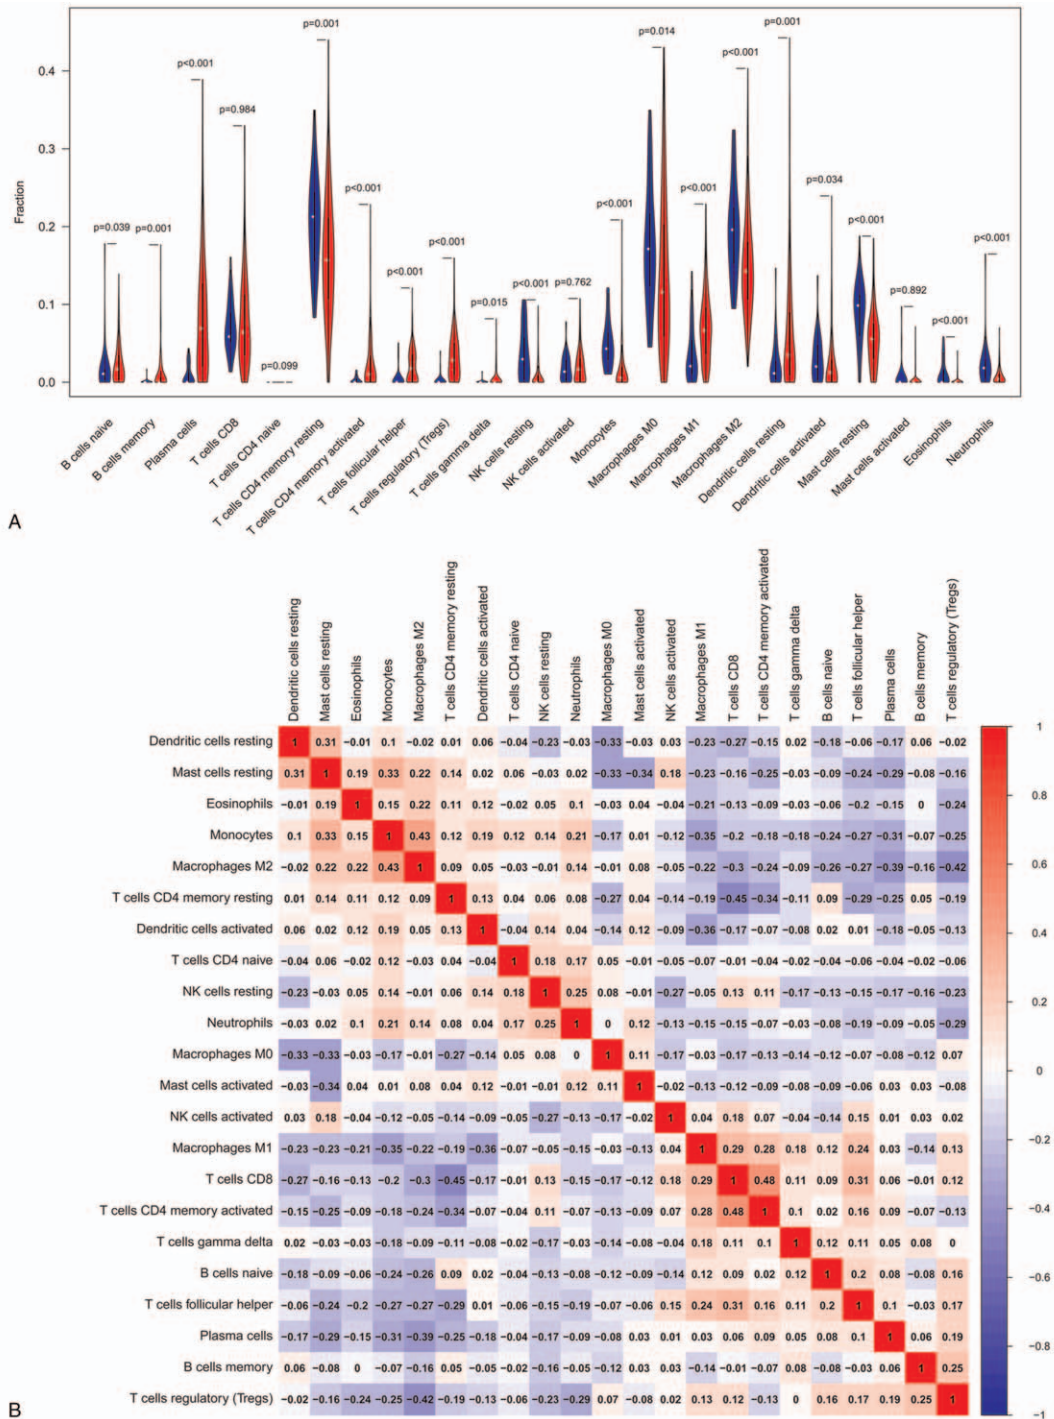 p=0.001
p=0.001
p=0.014
p<0.001
p<0.001
p=0.984
p=0.034
p<0.001
p<0.001
p<0.001
p<0.001
p=0.039
p=0.001
p<0.001
p<0.001
p<0.001
p<0.001
p=0.762
p=0.892
p=0.015
p<0.001
p=0.099
Fraction
0.4
0.3
0.2
0.1
0.0
B cells naive
B cells memory
Plasma cells
T cells CD8
T cells CD4 naive
T cells CD4 memory resting
T cells CD4 memory activated
T cells follicular helper
T cells regulatory (Tregs)
T cells gamma delta
NK cells resting
NK cells activated
Monocytes
Macrophages M0
Macrophages M1
Macrophages M2
Dendritic cells resting
Dendritic cells activated
Mast cells resting
Mast cells activated
Eosinophils
Neutrophils
A
Dendritic cells resting
Mast cells resting
Eosinophils
Monocytes
Macrophages M2
T cells CD4 memory resting
Dendritic cells activated
T cells CD4 naive
NK cells resting
Neutrophils
Macrophages M0
Mast cells activated
NK cells activated
Macrophages M1
T cells CD8
T cells CD4 memory activated
T cells gamma delta
B cells naive
T cells follicular helper
Plasma cells
B cells memory
T cells regulatory (Tregs)
Dendritic cells resting 1 0.31 −0.01 0.1 −0.02 0.01 0.06 −0.04 −0.23 −0.03 −0.33 −0.03 0.03 −0.23 −0.27 −0.15 0.02 −0.18 −0.06 −0.17 0.06 −0.02
Mast cells resting 0.31 1 0.19 0.33 0.22 0.14 0.02 0.06 −0.03 0.02 −0.33 −0.34 0.18 −0.23 −0.16 −0.25 −0.03 −0.09 −0.24 −0.29 −0.08 −0.16
Eosinophils −0.01 0.19 1 0.15 0.22 0.11 0.12 −0.02 0.05 0.1 −0.03 0.04 −0.04 −0.21 −0.13 −0.09 −0.03 −0.06 −0.2 −0.15 0 −0.24
Monocytes 0.1 0.33 0.15 1 0.43 0.12 0.19 0.12 0.14 0.21 −0.17 0.01 −0.12 −0.35 −0.2 −0.18 −0.18 −0.24 −0.27 −0.31 −0.07 −0.25
Macrophages M2 −0.02 0.22 0.22 0.43 1 0.09 0.05 −0.03 −0.01 0.14 −0.01 0.08 −0.05 −0.22 −0.3 −0.24 −0.09 −0.26 −0.27 −0.39 −0.16 −0.42
T cells CD4 memory resting 0.01 0.14 0.11 0.12 0.09 1 0.13 0.04 0.06 0.08 −0.27 0.04 −0.14 −0.19 −0.45 −0.34 −0.11 0.09 −0.29 −0.25 0.05 −0.19
Dendritic cells activated 0.06 0.02 0.12 0.19 0.05 0.13 1 −0.04 0.14 0.04 −0.14 0.12 −0.09 −0.36 −0.17 −0.07 −0.08 0.02 0.01 −0.18 −0.05 −0.13
T cells CD4 naive −0.04 0.06 −0.02 0.12 −0.03 0.04 −0.04 1 0.18 0.17 0.05 −0.01 −0.05 −0.07 −0.01 −0.04 −0.02 −0.04 −0.06 −0.04 −0.02 −0.06
NK cells resting −0.23 −0.03 0.05 0.14 −0.01 0.06 0.14 0.18 1 0.25 0.08 −0.01 −0.27 −0.05 0.13 0.11 −0.17 −0.13 −0.15 −0.17 −0.16 −0.23
Neutrophils −0.03 0.02 0.1 0.21 0.14 0.08 0.04 0.17 0.25 1 0 0.12 −0.13 −0.15 −0.15 −0.07 −0.03 −0.08 −0.19 −0.09 −0.05 −0.29
Macrophages M0 −0.33 −0.33 −0.03 −0.17 −0.01 −0.27 −0.14 0.05 0.08 0 1 0.11 −0.17 −0.03 −0.17 −0.13 −0.14 −0.12 −0.07 −0.08 −0.12 0.07
Mast cells activated −0.03 −0.34 0.04 0.01 0.08 0.04 0.12 −0.01 −0.01 0.12 0.11 1 −0.02 −0.13 −0.12 −0.09 −0.08 −0.09 −0.06 0.03 0.03 −0.08
NK cells activated 0.03 0.18 −0.04 −0.12 −0.05 −0.14 −0.09 −0.05 −0.27 −0.13 −0.17 −0.02 1 0.04 0.18 0.07 −0.04 −0.14 0.15 0.01 0.03 0.02
Macrophages M1 −0.23 −0.23 −0.21 −0.35 −0.22 −0.19 −0.36 −0.07 −0.05 −0.15 −0.03 −0.13 0.04 1 0.29 0.28 0.18 0.12 0.24 0.03 −0.14 0.13
T cells CD8 −0.27 −0.16 −0.13 −0.2 −0.3 −0.45 −0.17 −0.01 0.13 −0.15 −0.17 −0.12 0.18 0.29 1 0.48 0.11 0.09 0.31 0.06 −0.01 0.12
T cells CD4 memory activated −0.15 −0.25 −0.09 −0.18 −0.24 −0.34 −0.07 −0.04 0.11 −0.07 −0.13 −0.09 0.07 0.28 0.48 1 0.1 0.02 0.16 0.09 −0.07 −0.13
T cells gamma delta 0.02 −0.03 −0.03 −0.18 −0.09 −0.11 −0.08 −0.02 −0.17 −0.03 −0.14 −0.08 −0.04 0.18 0.11 0.1 1 0.12 0.11 0.05 0.08 0
B cells naive −0.18 −0.09 −0.06 −0.24 −0.26 0.09 0.02 −0.04 −0.13 −0.08 −0.12 −0.09 −0.14 0.12 0.09 0.02 0.12 1 0.2 0.08 −0.08 0.16
T cells follicular helper −0.06 −0.24 −0.2 −0.27 −0.27 −0.29 0.01 −0.06 −0.15 −0.19 −0.07 −0.06 0.15 0.24 0.31 0.16 0.11 0.2 1 0.1 −0.03 0.17
Plasma cells −0.17 −0.29 −0.15 −0.31 −0.39 −0.25 −0.18 −0.04 −0.17 −0.09 −0.08 0.03 0.01 0.03 0.06 0.09 0.05 0.08 0.1 1 0.06 0.19
B cells memory 0.06 −0.08 0 −0.07 −0.16 0.05 −0.05 −0.02 −0.16 −0.05 −0.12 0.03 0.03 −0.14 −0.01 −0.07 0.08 −0.08 −0.03 0.06 1 0.25
T cells regulatory (Tregs) −0.02 −0.16 −0.24 −0.25 −0.42 −0.19 −0.13 −0.06 −0.23 −0.29 0.07 −0.08 0.02 0.13 0.12 −0.13 0 0.16 0.17 0.19 0.25 1
1
0.8
0.6
0.4
0.2
0
−0.2
−0.4
−0.6
−0.8
−1
B